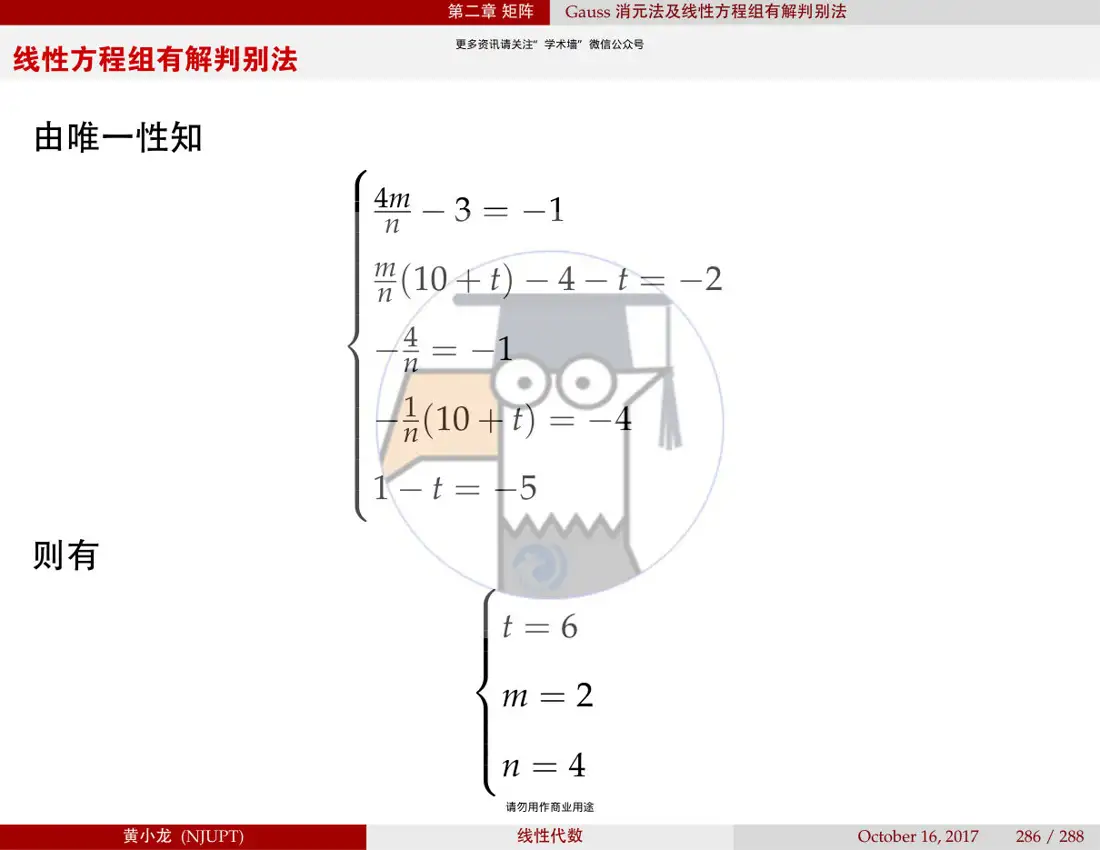 第二章 矩阵 Gauss 消元法及线性方程组有解判别法
更多资讯请关注“学术墙”微信公众号
线性方程组有解判别法
由唯一性知
4m/n − 3 = −1
m/n(10 + t) − 4 − t = −2
−4/n = −1
−1/n(10 + t) = −4
1 − t = −5
则有
t = 6
m = 2
n = 4
请勿用作商业用途
黄小龙 (NJUPT) 线性代数 October 16, 2017 286 / 288